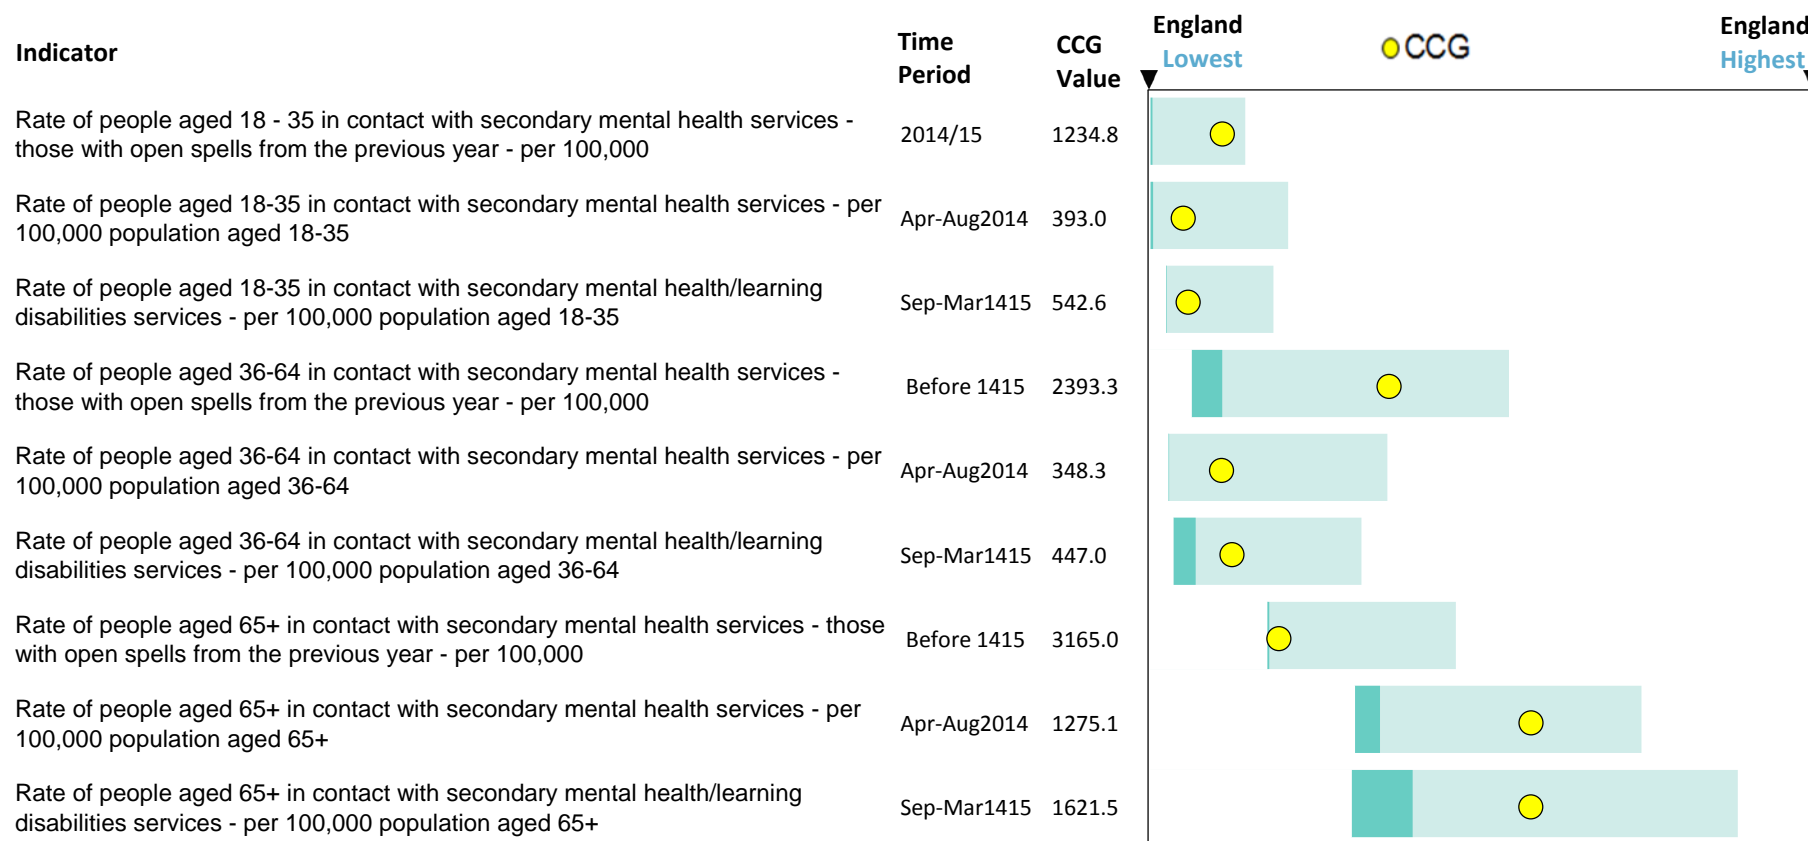 Indicator
Time
Period
CCG
Value
England
Lowest
CCG
England
Highest
Rate of people aged 18 - 35 in contact with secondary mental health services -
those with open spells from the previous year - per 100,000
2014/15
1234.8
Rate of people aged 18-35 in contact with secondary mental health services - per
100,000 population aged 18-35
Apr-Aug2014
393.0
Rate of people aged 18-35 in contact with secondary mental health/learning
disabilities services - per 100,000 population aged 18-35
Sep-Mar1415
542.6
Rate of people aged 36-64 in contact with secondary mental health services -
those with open spells from the previous year - per 100,000
Before 1415
2393.3
Rate of people aged 36-64 in contact with secondary mental health services - per
100,000 population aged 36-64
Apr-Aug2014
348.3
Rate of people aged 36-64 in contact with secondary mental health/learning
disabilities services - per 100,000 population aged 36-64
Sep-Mar1415
447.0
Rate of people aged 65+ in contact with secondary mental health services - those
with open spells from the previous year - per 100,000
Before 1415
3165.0
Rate of people aged 65+ in contact with secondary mental health services - per
100,000 population aged 65+
Apr-Aug2014
1275.1
Rate of people aged 65+ in contact with secondary mental health/learning
disabilities services - per 100,000 population aged 65+
Sep-Mar1415
1621.5